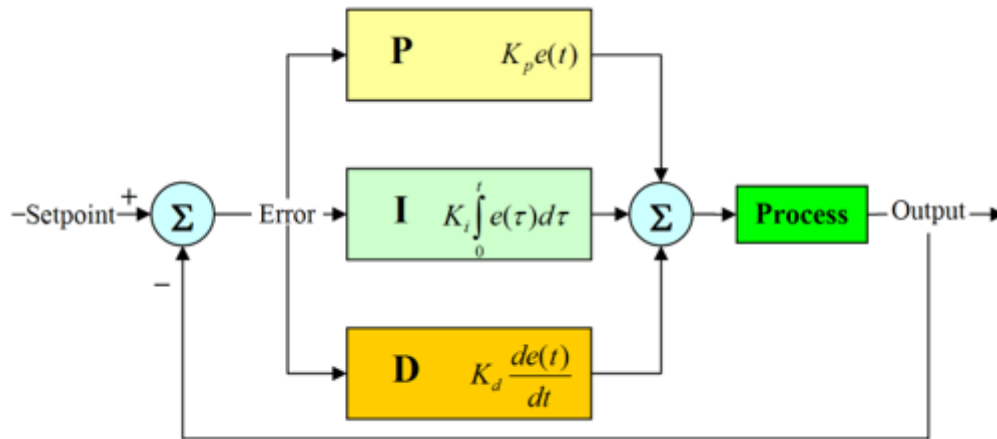 P K_p e(t)
Setpoint + Σ Error I K_i ∫_0^t e(τ)dτ Σ Process Output
−
D K_d de(t)/dt